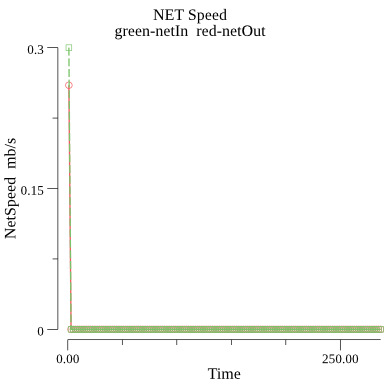 NET Speed
green-netIn  red-netOut
0.3
0.15
0
NetSpeed  mb/s
0.00
250.00
Time